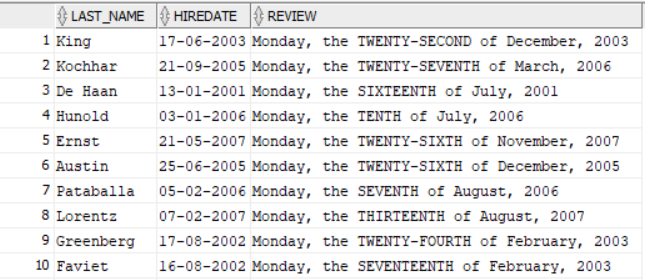 LAST_NAME HIREDATE REVIEW
1 King 17-06-2003 Monday, the TWENTY-SECOND of December, 2003
2 Kochhar 21-09-2005 Monday, the TWENTY-SEVENTH of March, 2006
3 De Haan 13-01-2001 Monday, the SIXTEENTH of July, 2001
4 Hunold 03-01-2006 Monday, the TENTH of July, 2006
5 Ernst 21-05-2007 Monday, the TWENTY-SIXTH of November, 2007
6 Austin 25-06-2005 Monday, the TWENTY-SIXTH of December, 2005
7 Pataballa 05-02-2006 Monday, the SEVENTH of August, 2006
8 Lorentz 07-02-2007 Monday, the THIRTEENTH of August, 2007
9 Greenberg 17-08-2002 Monday, the TWENTY-FOURTH of February, 2003
10 Faviet 16-08-2002 Monday, the SEVENTEENTH of February, 2003